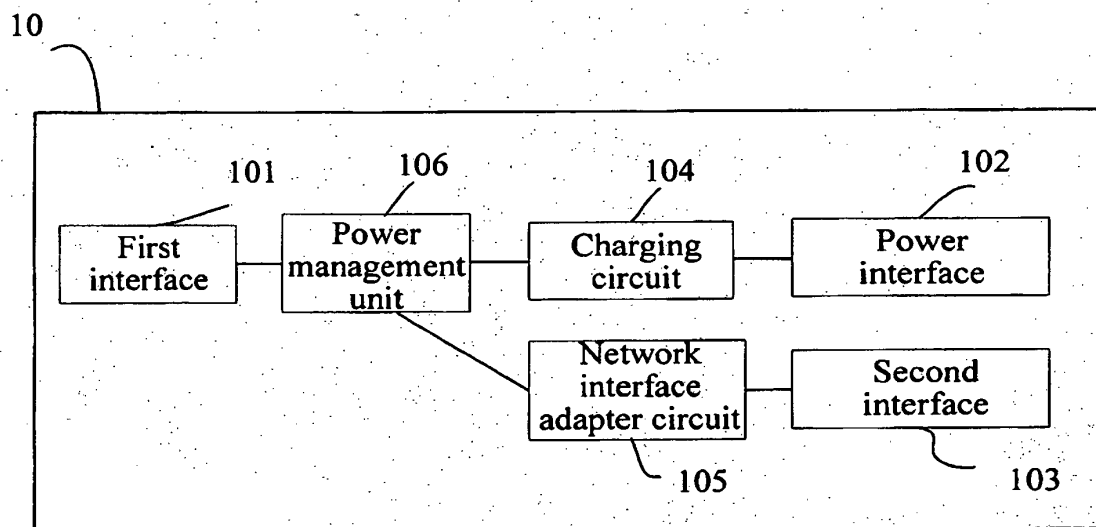 10
101
106
104
102
First
interface
Power
management
unit
Charging
circuit
Power
interface
Network
interface
adapter circuit
Second
interface
105
103